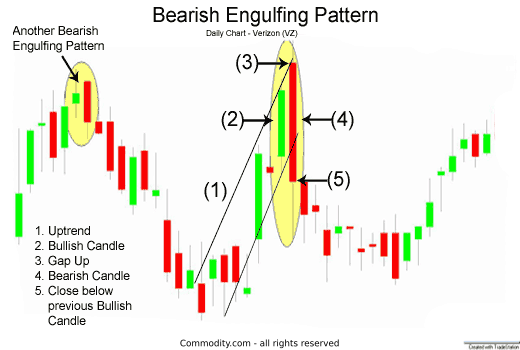 Bearish Engulfing Pattern
Daily Chart - Verizon (VZ)
Another Bearish
Engulfing Pattern
(3)
(2)
(4)
(1)
(5)
1. Uptrend
2. Bullish Candle
3. Gap Up
4. Bearish Candle
5. Close below
previous Bullish
Candle
Commodity.com - all rights reserved
Created with TradeStation